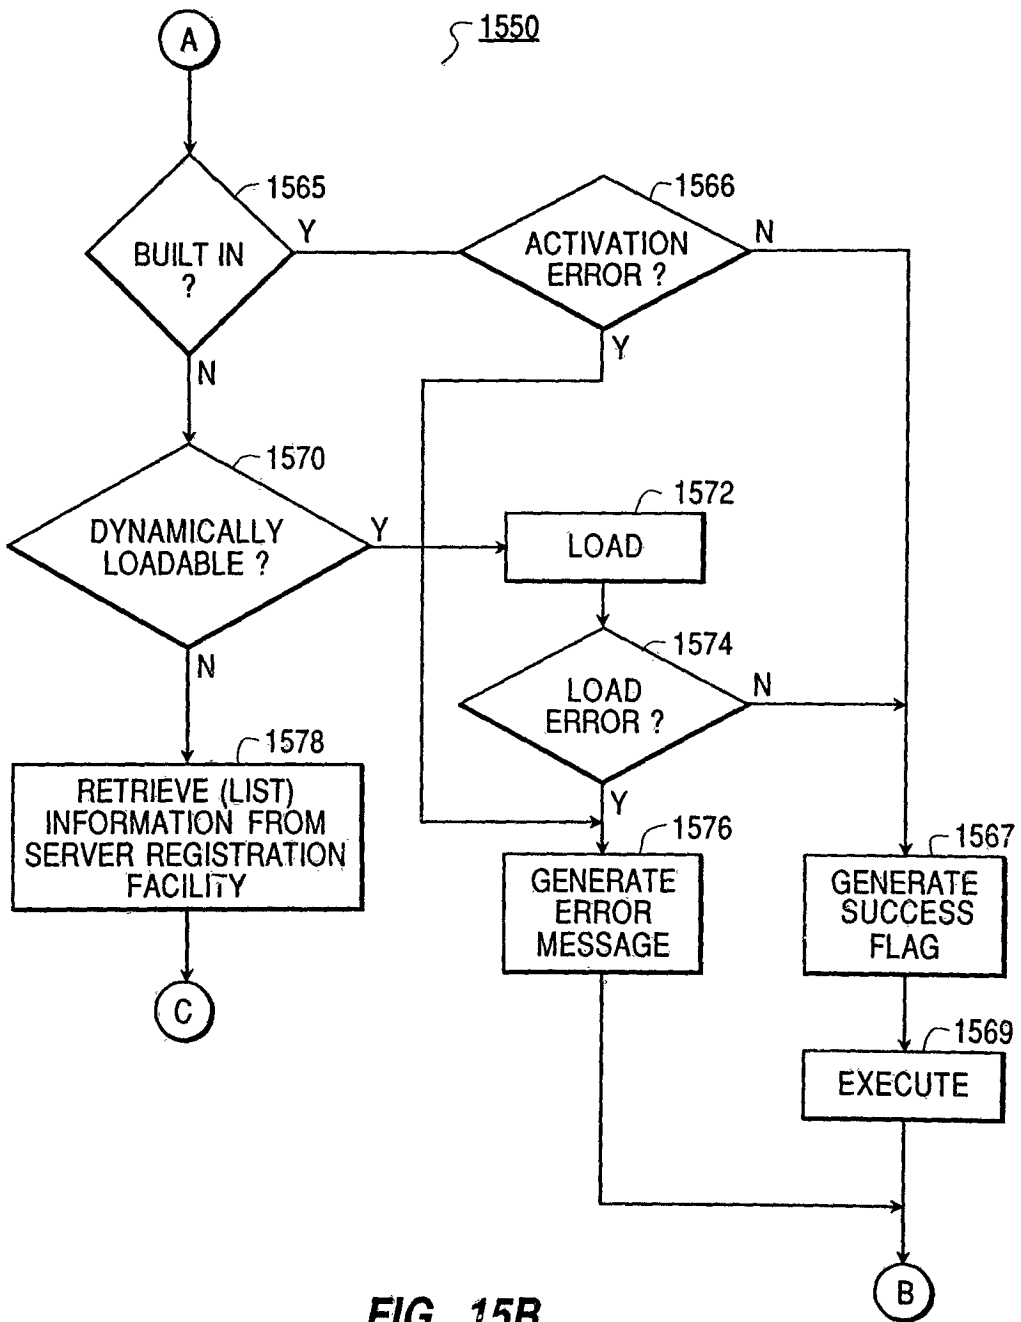 A
1550
1565
BUILT IN
?
Y
N
1566
ACTIVATION
ERROR ?
N
Y
1570
DYNAMICALLY
LOADABLE ?
Y
N
1572
LOAD
1574
LOAD
ERROR ?
N
Y
1578
RETRIEVE (LIST)
INFORMATION FROM
SERVER REGISTRATION
FACILITY
C
1576
GENERATE
ERROR
MESSAGE
1567
GENERATE
SUCCESS
FLAG
1569
EXECUTE
B
FIG. 15B